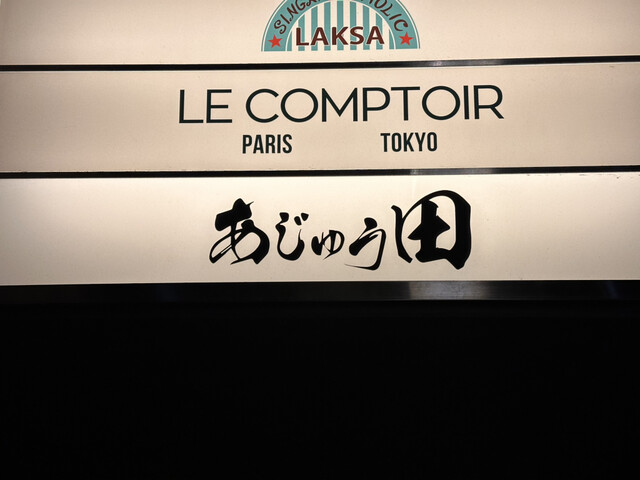 LAKSA
LE COMPTOIR
PARIS TOKYO
あじゅう田